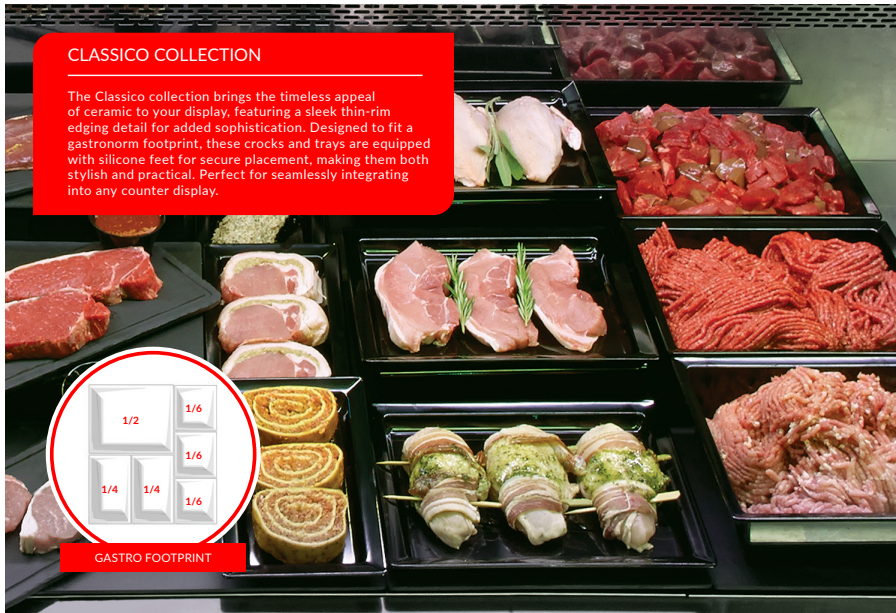 CLASSICO COLLECTION
The Classico collection brings the timeless appeal
of ceramic to your display, featuring a sleek thin-rim
edging detail for added sophistication. Designed to fit a
gastronorm footprint, these crocks and trays are equipped
with silicone feet for secure placement, making them both
stylish and practical. Perfect for seamlessly integrating
into any counter display.
1/2
1/6
1/6
1/4
1/4
1/6
GASTRO FOOTPRINT